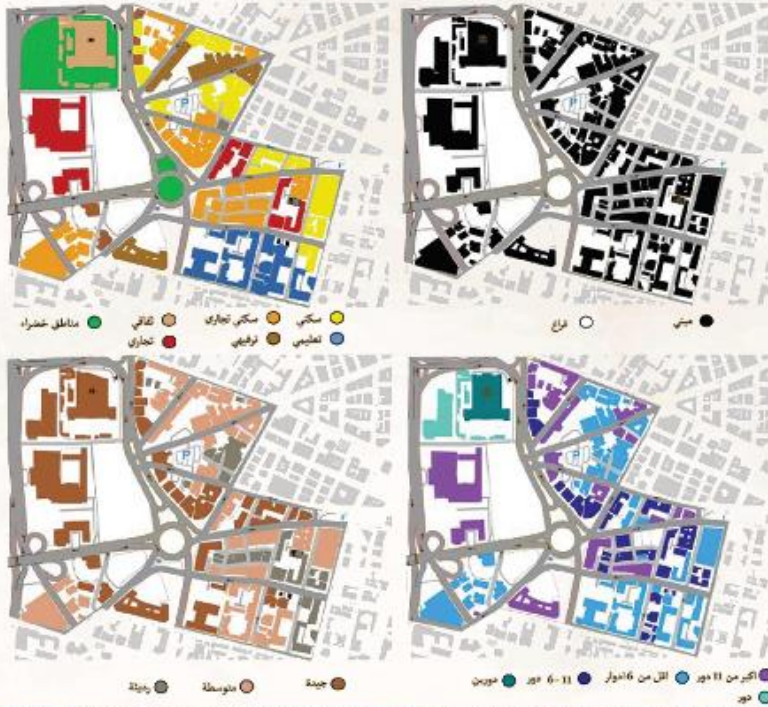 P
P
سكني
سكني تجاري
ثقافي
مناطق خضراء
تعليمي
ترفيهي
تجاري
مبني
فراغ
P
P
جيدة
متوسطة
رديئة
اكبر من 11 دور
اقل من 6 ادوار
6 - 11 دور
دورين
دور